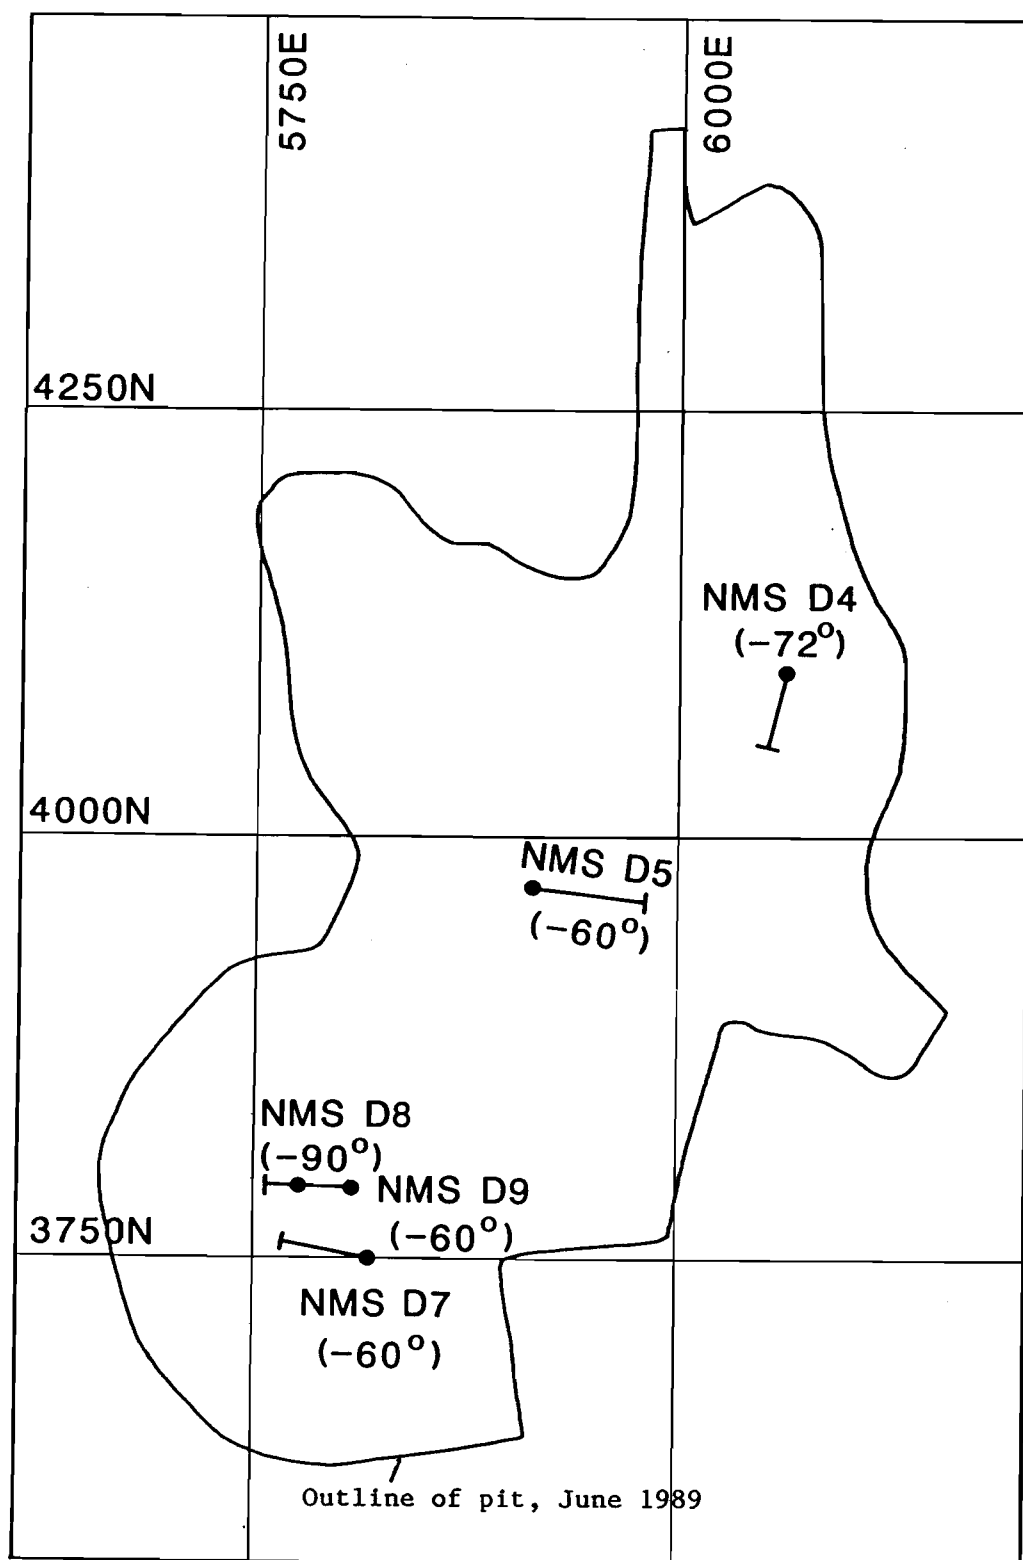 5750E
6000E
4250N
NMS D4
(-72°)
4000N
NMS D5
(-60°)
NMS D8
(-90°)
NMS D9
(-60°)
3750N
NMS D7
(-60°)
Outline of pit, June 1989